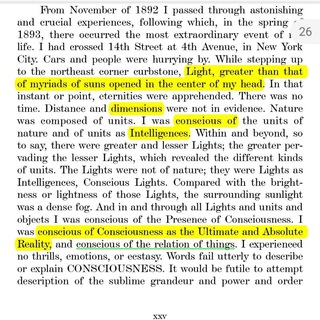 From November of 1892 I passed through astonishing
and crucial experiences, following which, in the spring
1893, there occurred the most extraordinary event of
life. I had crossed 14th Street at 4th Avenue, in New York
City. Cars and people were hurrying by. While stepping up
to the northeast corner curbstone, Light, greater than that
of myriads of suns opened in the center of my head. In that
instant or point, eternities were apprehended. There was no
time. Distance and dimensions were not in evidence. Nature
was composed of units. I was conscious of the units of
nature and of units as Intelligences. Within and beyond, so
to say, there were greater and lesser Lights; the greater per-
vading the lesser Lights, which revealed the different kinds
of units. The Lights were not of nature; they were Lights as
Intelligences, Conscious Lights. Compared with the bright-
ness or lightness of those Lights, the surrounding sunlight
was a dense fog. And in and through all Lights and units and
objects I was conscious of the Presence of Consciousness. I
was conscious of Consciousness as the Ultimate and Absolute
Reality, and conscious of the relation of things. I experienced
no thrills, emotions, or ecstasy. Words fail utterly to describe
or explain CONSCIOUSNESS. It would be futile to attempt
description of the sublime grandeur and power and order
xxv
26